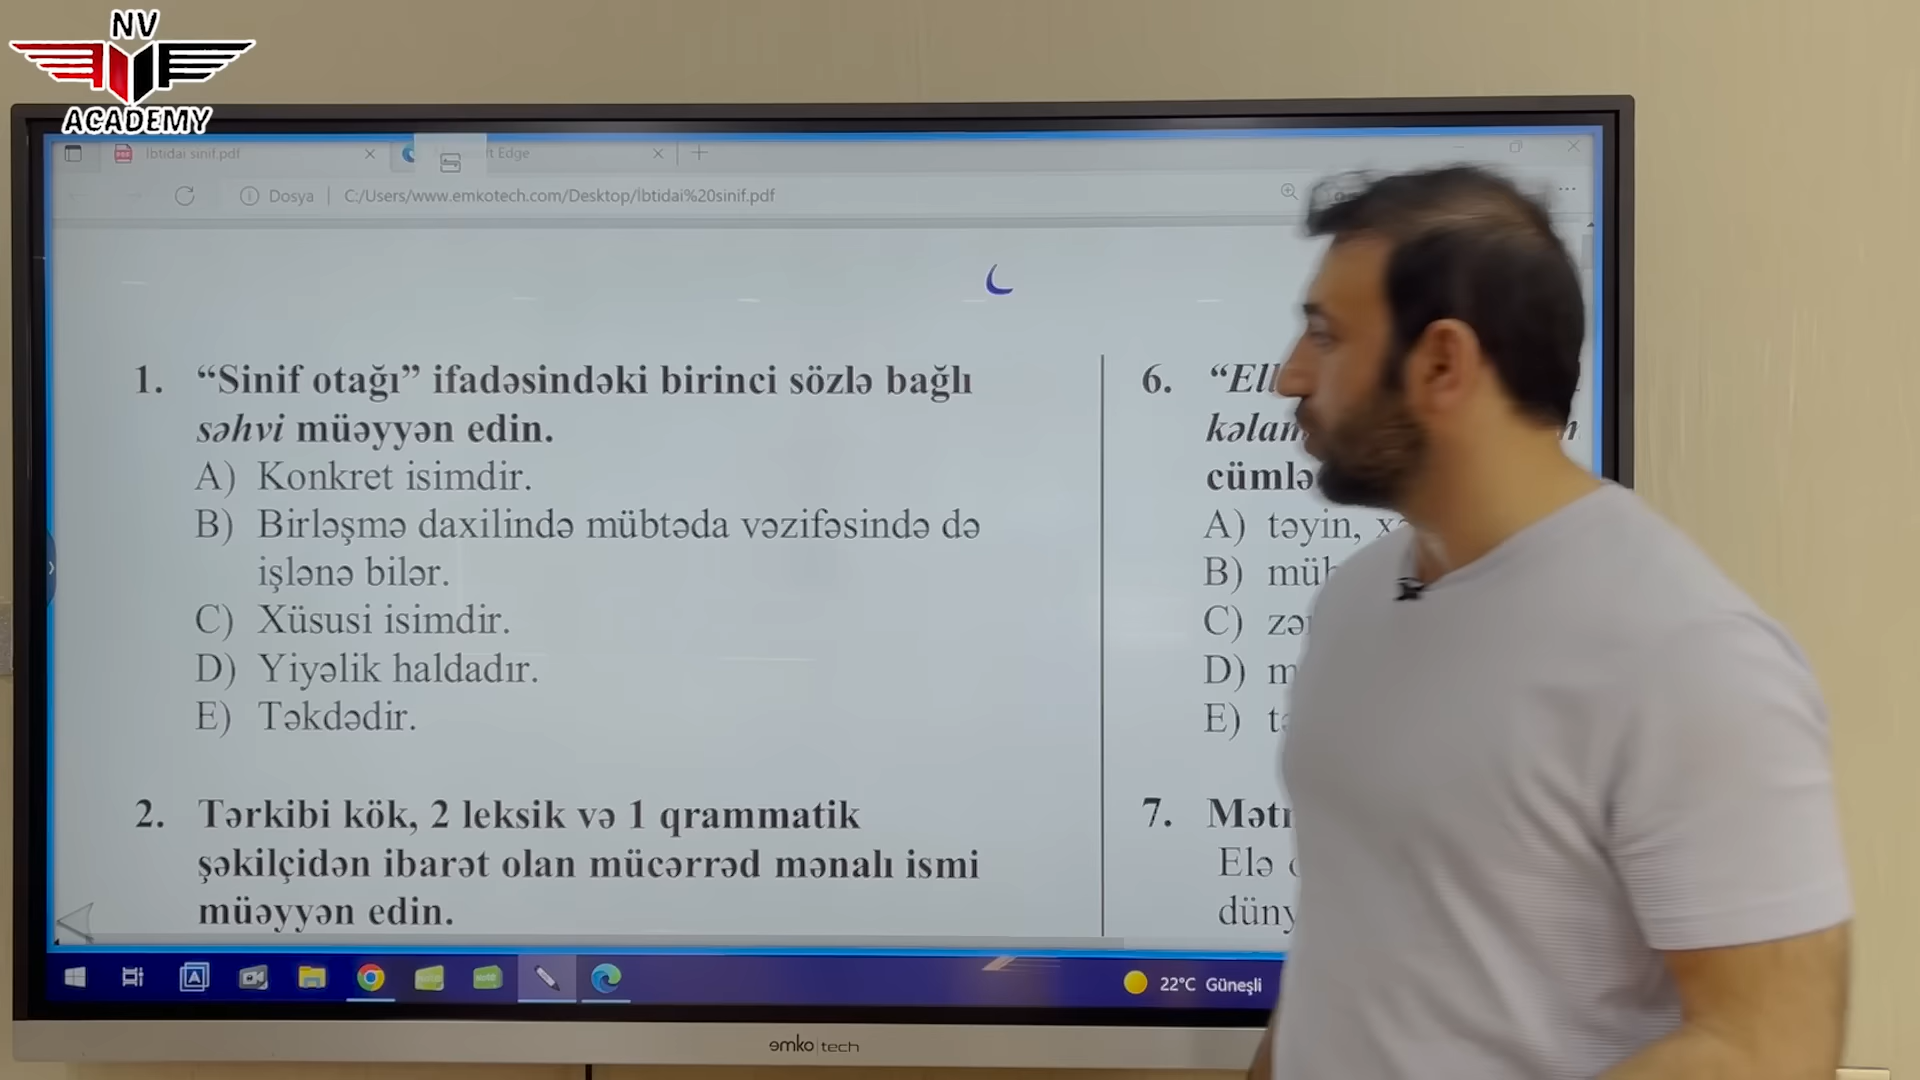 NV
ACADEMY
Ibtidai sinif.pdf
Edge
Dosya
C:/Users/www.emkotech.com/Desktop/Ibtidai%20sinif.pdf
1. “Sinif otağı” ifadəsindəki birinci sözlə bağlı
səhvi müəyyən edin.
A) Konkret isimdir.
B) Birləşmə daxilində mübtəda vəzifəsində də
işlənə bilər.
C) Xüsusi isimdir.
D) Yiyəlik haldadır.
E) Təkdədir.
2. Tərkibi kök, 2 leksik və 1 qrammatik
şəkilçidən ibarət olan mücərrəd mənalı ismi
müəyyən edin.
6.
cümlə
A) təyin,
B)
C)
D)
E)
7.
Elə
22°C Güneşli
emko | tech